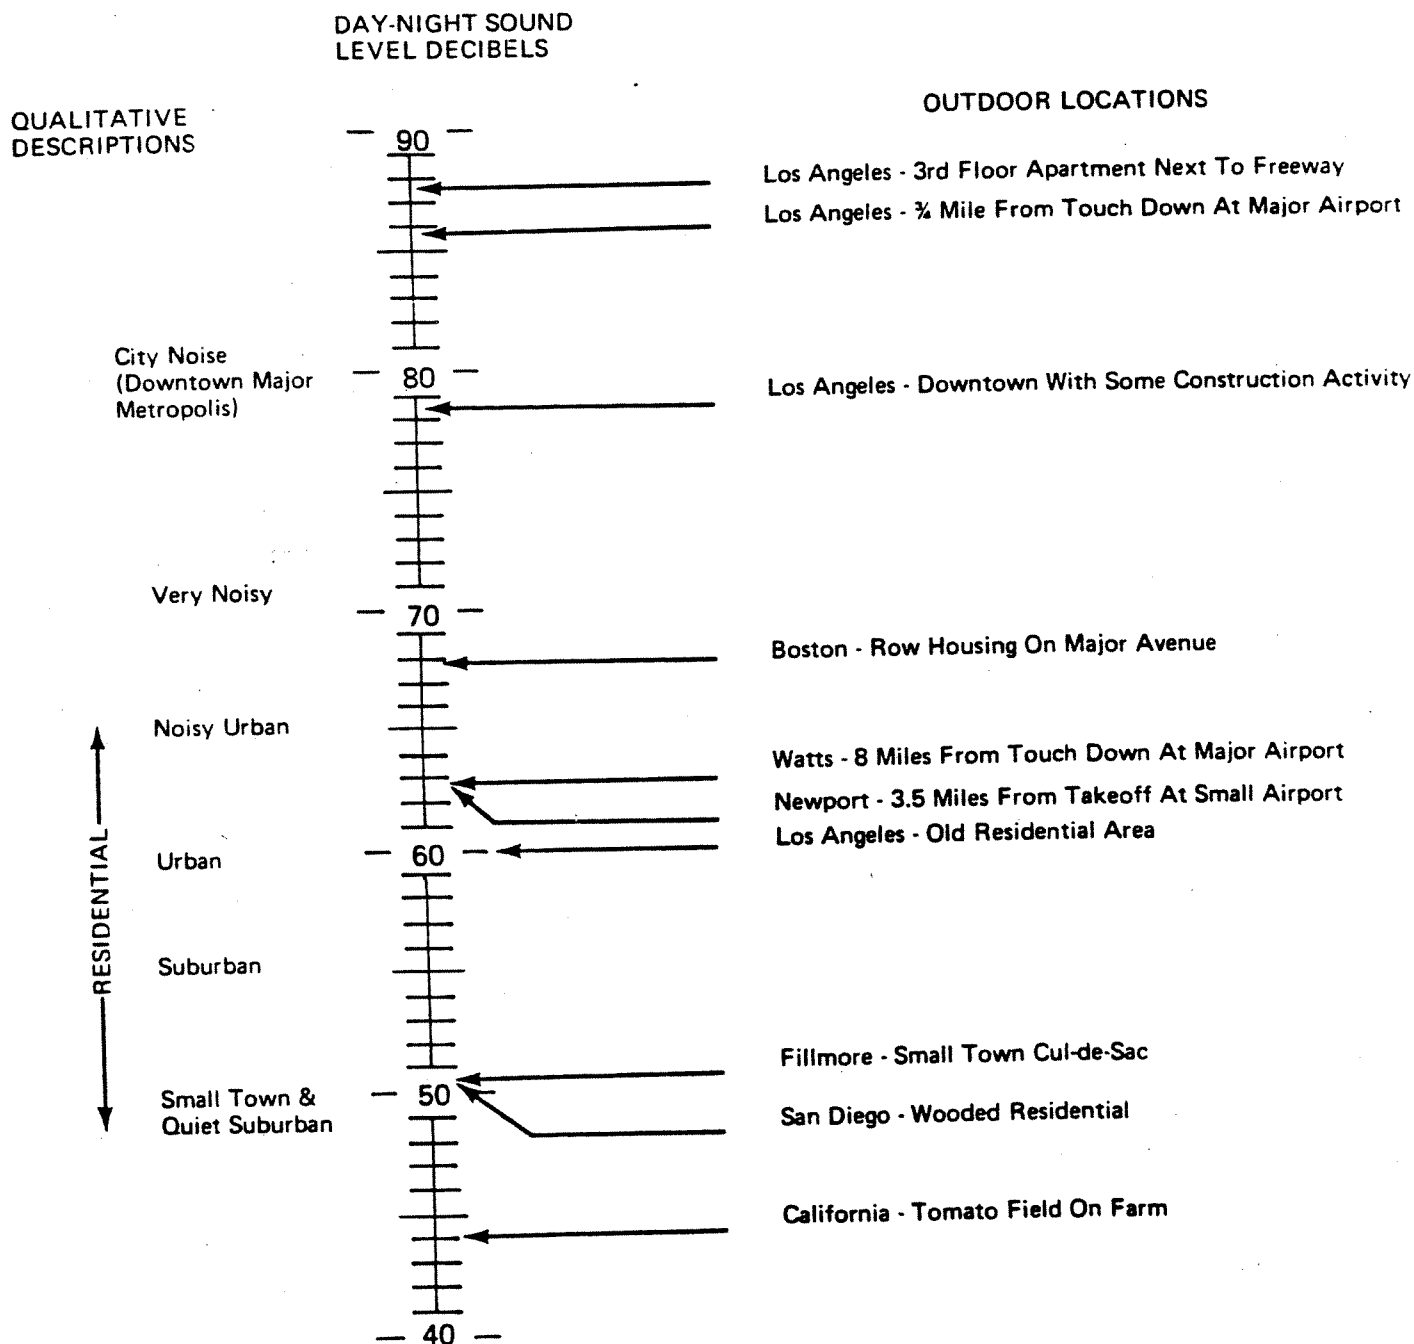 DAY-NIGHT SOUND
LEVEL DECIBELS
QUALITATIVE
DESCRIPTIONS
OUTDOOR LOCATIONS
90
Los Angeles - 3rd Floor Apartment Next To Freeway
Los Angeles - ¾ Mile From Touch Down At Major Airport
City Noise
(Downtown Major
Metropolis)
80
Los Angeles - Downtown With Some Construction Activity
Very Noisy
70
Boston - Row Housing On Major Avenue
Noisy Urban
Watts - 8 Miles From Touch Down At Major Airport
Newport - 3.5 Miles From Takeoff At Small Airport
Los Angeles - Old Residential Area
Urban
60
RESIDENTIAL
Suburban
Fillmore - Small Town Cul-de-Sac
Small Town &
Quiet Suburban
50
San Diego - Wooded Residential
California - Tomato Field On Farm
40